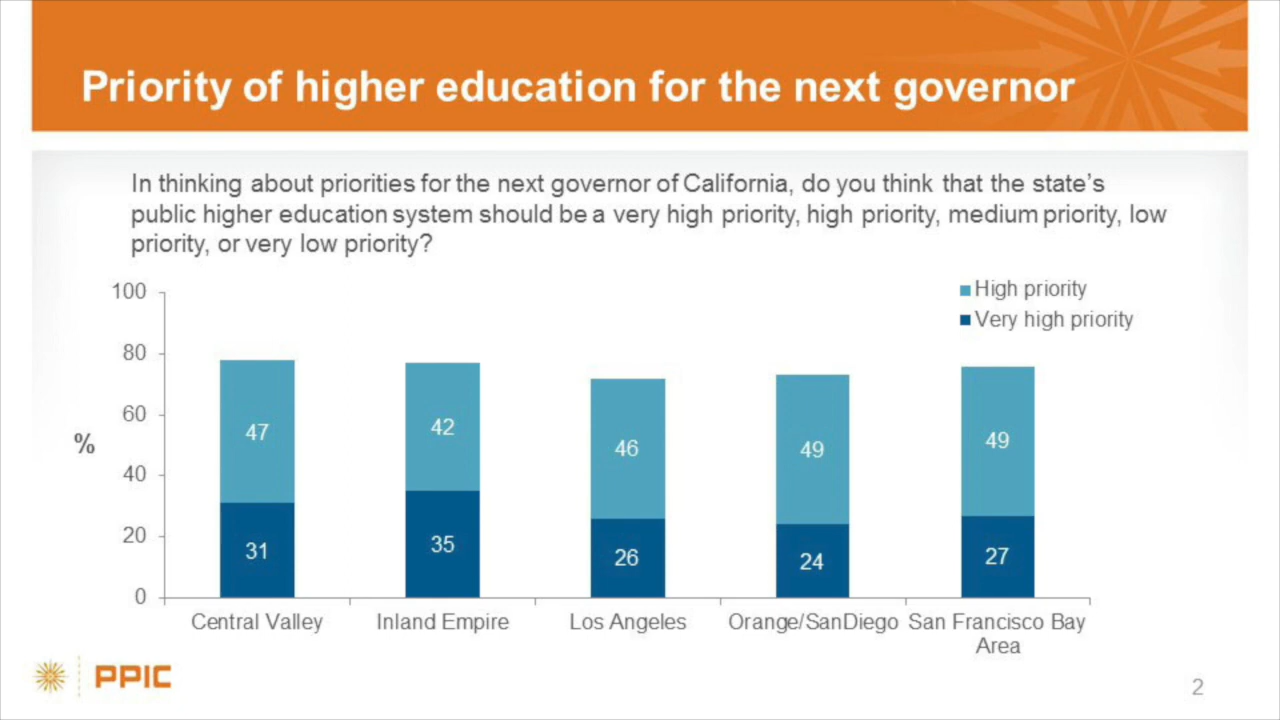 Priority of higher education for the next governor
In thinking about priorities for the next governor of California, do you think that the state’s
public higher education system should be a very high priority, high priority, medium priority, low
priority, or very low priority?
100
80
60
40
20
0
%
High priority
Very high priority
47
42
46
49
49
31
35
26
24
27
Central Valley
Inland Empire
Los Angeles
Orange/SanDiego
San Francisco Bay
Area
PPIC
2